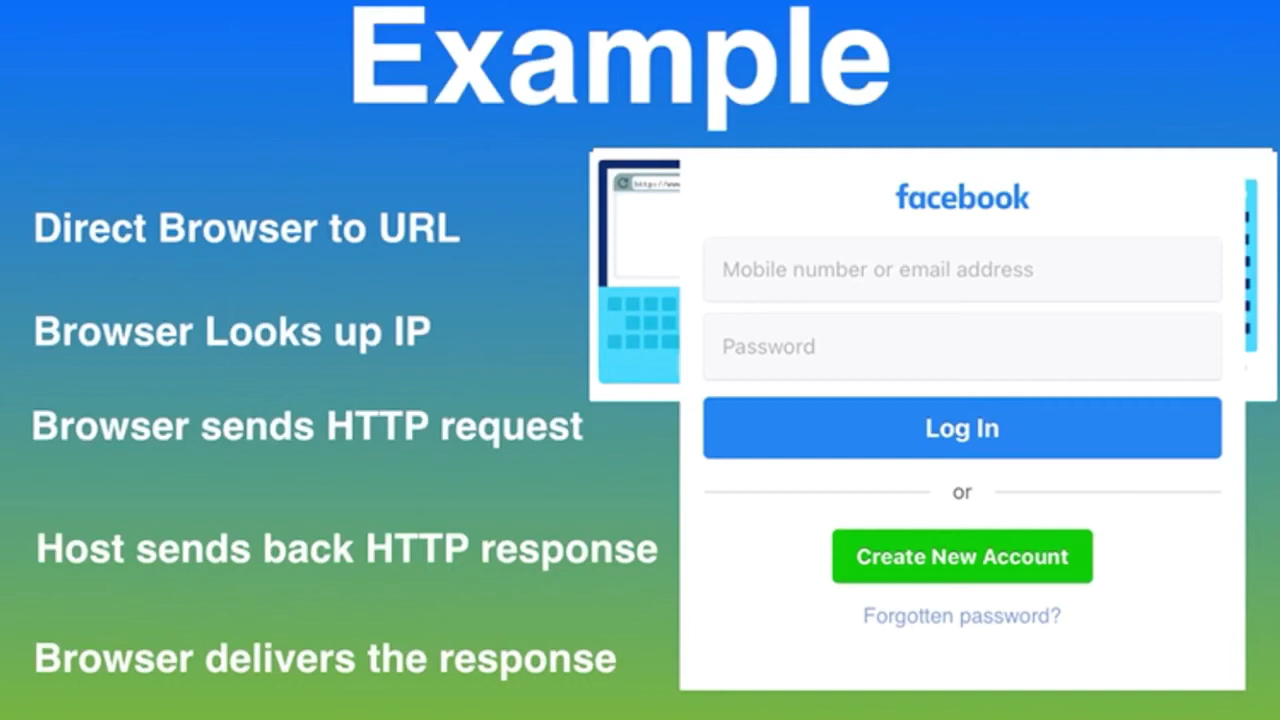 Example
Direct Browser to URL
Browser Looks up IP
Browser sends HTTP request
Host sends back HTTP response
Browser delivers the response
facebook
Mobile number or email address
Password
Log In
or
Create New Account
Forgotten password?